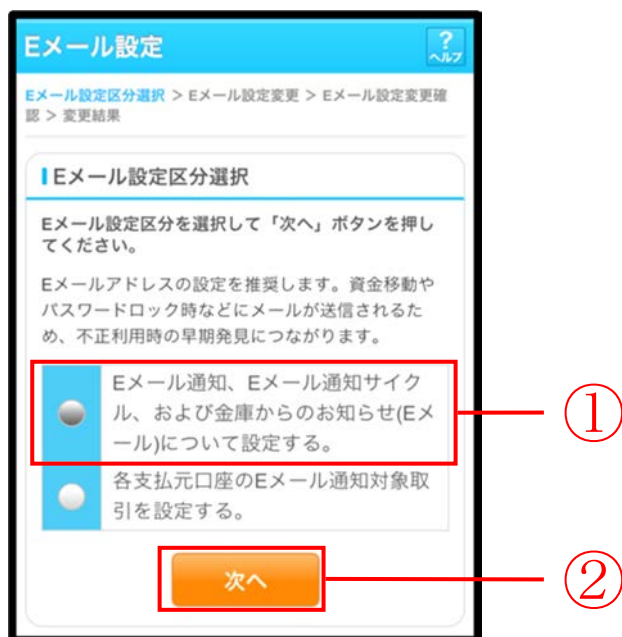 Eメール設定
?
ヘルプ
Eメール設定区分選択 > Eメール設定変更 > Eメール設定変更確
認 > 変更結果
Eメール設定区分選択
Eメール設定区分を選択して「次へ」ボタンを押し
てください。
Eメールアドレスの設定を推奨します。資金移動や
パスワードロック時などにメールが送信されるた
め、不正利用時の早期発見につながります。
Eメール通知、Eメール通知サイク
ル、および金庫からのお知らせ(Eメ
ール)について設定する。
①
各支払元口座のEメール通知対象取
引を設定する。
次へ
②